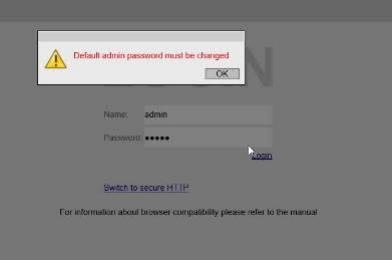 Default admin password must be changed
OK
N
Name: admin
Password: •••••
Login
Switch to secure HTTP
For information about browser compatibility please refer to the manual